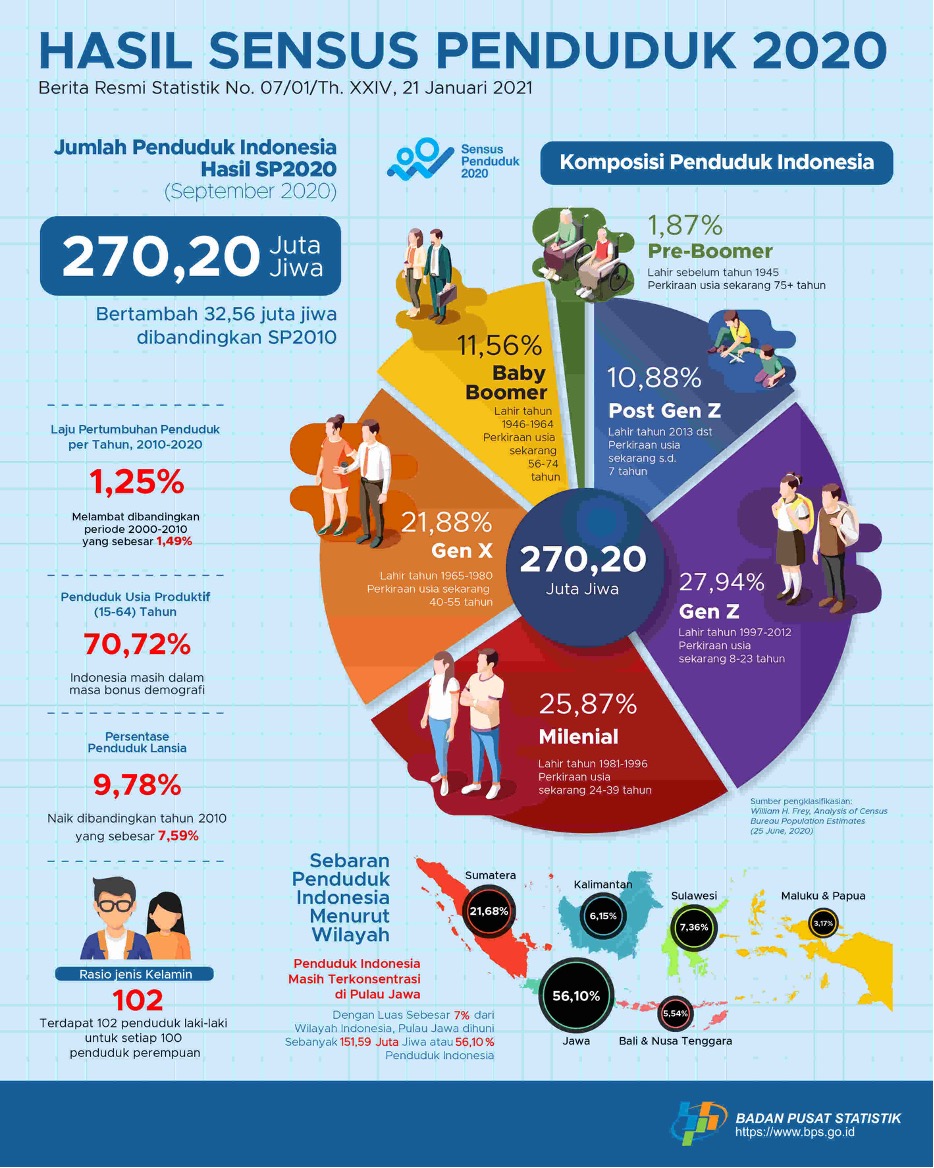 HASIL SENSUS PENDUDUK 2020
Berita Resmi Statistik No. 07/01/Th. XXIV, 21 Januari 2021
Jumlah Penduduk Indonesia
Hasil SP2020
(September 2020)
270,20 Juta
Jiwa
Bertambah 32,56 juta jiwa
dibandingkan SP2010
Sensus
Penduduk
2020
Komposisi Penduduk Indonesia
1,87%
Pre-Boomer
Lahir sebelum tahun 1945
Perkiraan usia sekarang 75+ tahun
11,56%
Baby
Boomer
Lahir tahun
1946-1964
Perkiraan usia
sekarang
56-74
tahun
10,88%
Post Gen Z
Lahir tahun 2013 dst
Perkiraan usia
sekarang s.d.
7 tahun
21,88%
Gen X
Lahir tahun 1965-1980
Perkiraan usia sekarang
40-55 tahun
270,20
Juta Jiwa
27,94%
Gen Z
Lahir tahun 1997-2012
Perkiraan usia
sekarang 8-23 tahun
25,87%
Milenial
Lahir tahun 1981-1996
Perkiraan usia
sekarang 24-39 tahun
Sumber pengklasifikasian:
William H. Frey, Analysis of Census
Bureau Population Estimates
(25 June, 2020)
Laju Pertumbuhan Penduduk
per Tahun, 2010-2020
1,25%
Melambat dibandingkan
periode 2000-2010
yang sebesar 1,49%
Penduduk Usia Produktif
(15-64) Tahun
70,72%
Indonesia masih dalam
masa bonus demografi
Persentase
Penduduk Lansia
9,78%
Naik dibandingkan tahun 2010
yang sebesar 7,59%
Rasio jenis Kelamin
102
Terdapat 102 penduduk laki-laki
untuk setiap 100
penduduk perempuan
Sebaran
Penduduk
Indonesia
Menurut
Wilayah
Penduduk Indonesia
Masih Terkonsentrasi
di Pulau Jawa
Dengan Luas Sebesar 7% dari
Wilayah Indonesia, Pulau Jawa dihuni
Sebanyak 151,59 Juta Jiwa atau 56,10%
Penduduk Indonesia
Sumatera
21,68%
Kalimantan
6,15%
Sulawesi
7,36%
Maluku & Papua
3,17%
56,10%
Jawa
5,54%
Bali & Nusa Tenggara
BADAN PUSAT STATISTIK
https://www.bps.go.id